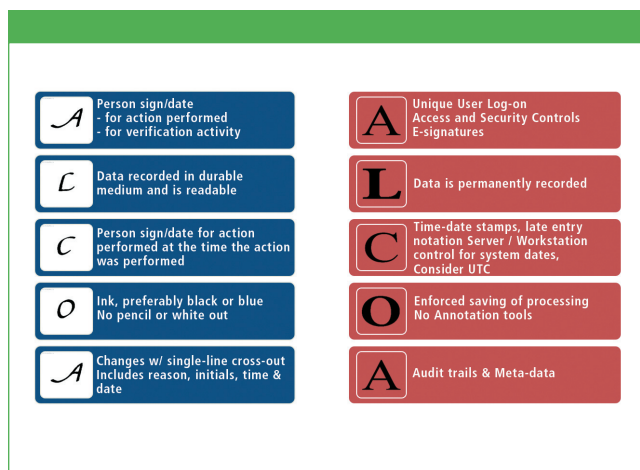 A
Person sign/date
- for action performed
- for verification activity
L
Data recorded in durable
medium and is readable
C
Person sign/date for action
performed at the time the action
was performed
O
Ink, preferably black or blue
No pencil or white out
A
Changes w/ single-line cross-out
Includes reason, initials, time &
date
A
Unique User Log-on
Access and Security Controls
E-signatures
L
Data is permanently recorded
C
Time-date stamps, late entry
notation Server / Workstation
control for system dates,
Consider UTC
O
Enforced saving of processing
No Annotation tools
A
Audit trails & Meta-data